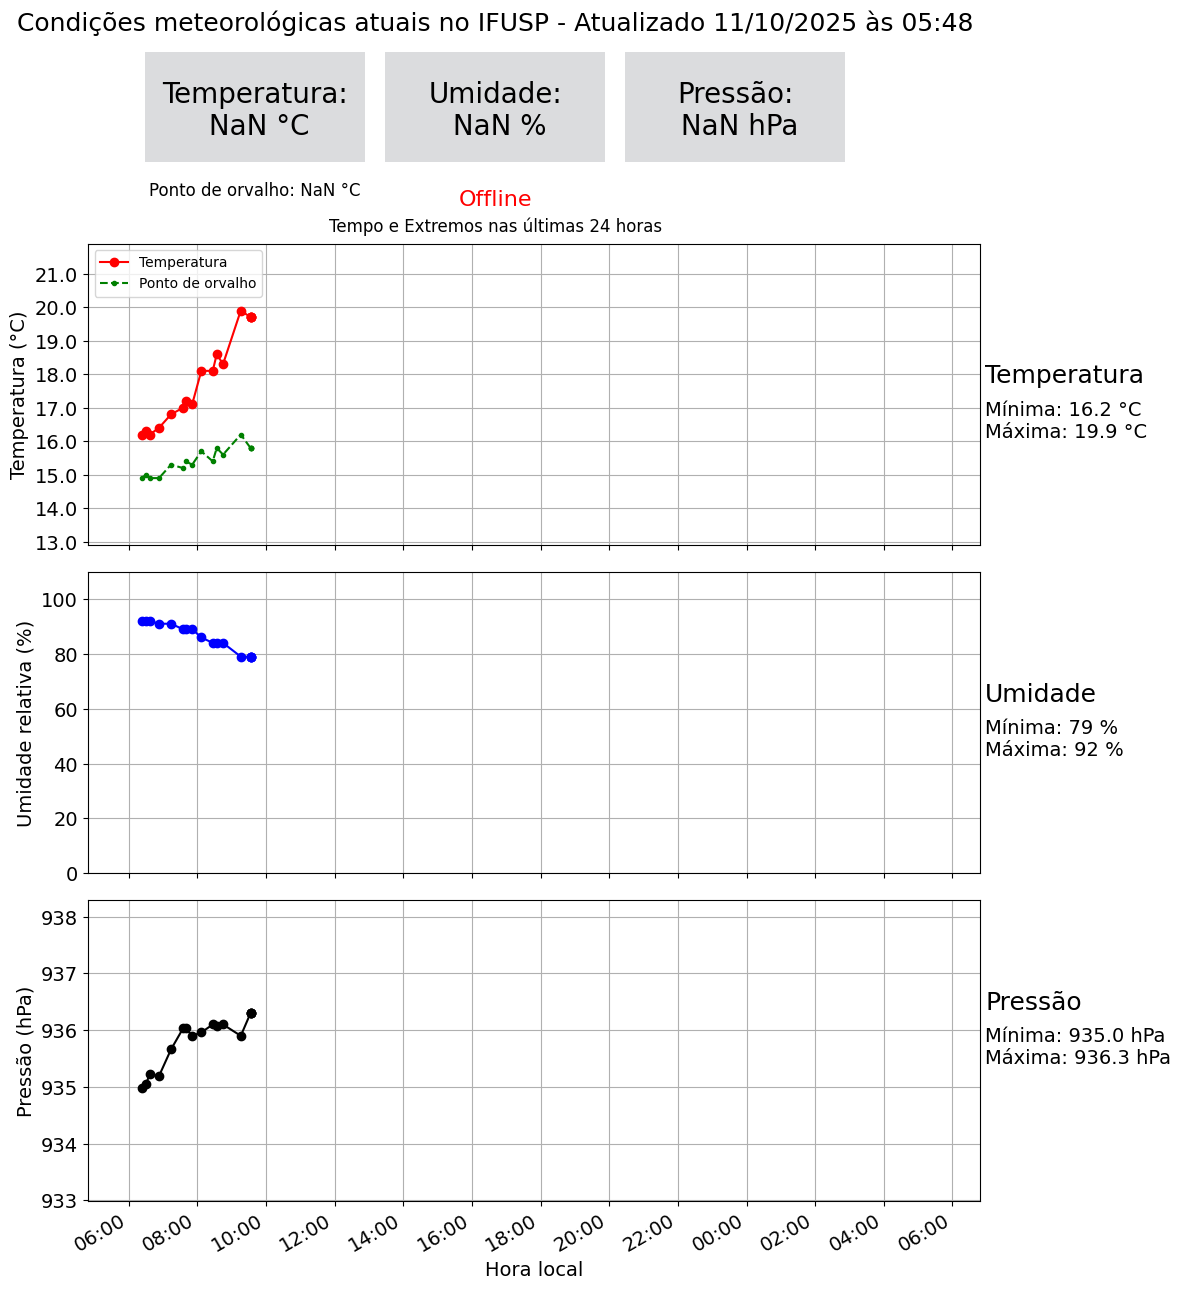 Condições meteorológicas atuais no IFUSP - Atualizado 11/10/2025 às 05:48
Temperatura:
NaN °C
Umidade:
NaN %
Pressão:
NaN hPa
Ponto de orvalho: NaN °C
Offline
Tempo e Extremos nas últimas 24 horas
Temperatura
Ponto de orvalho
Temperatura (°C)
21.0
20.0
19.0
18.0
17.0
16.0
15.0
14.0
13.0
Temperatura
Mínima: 16.2 °C
Máxima: 19.9 °C
Umidade relativa (%)
100
80
60
40
20
0
Umidade
Mínima: 79 %
Máxima: 92 %
Pressão (hPa)
938
937
936
935
934
933
Pressão
Mínima: 935.0 hPa
Máxima: 936.3 hPa
06:00 08:00 10:00 12:00 14:00 16:00 18:00 20:00 22:00 00:00 02:00 04:00 06:00
Hora local